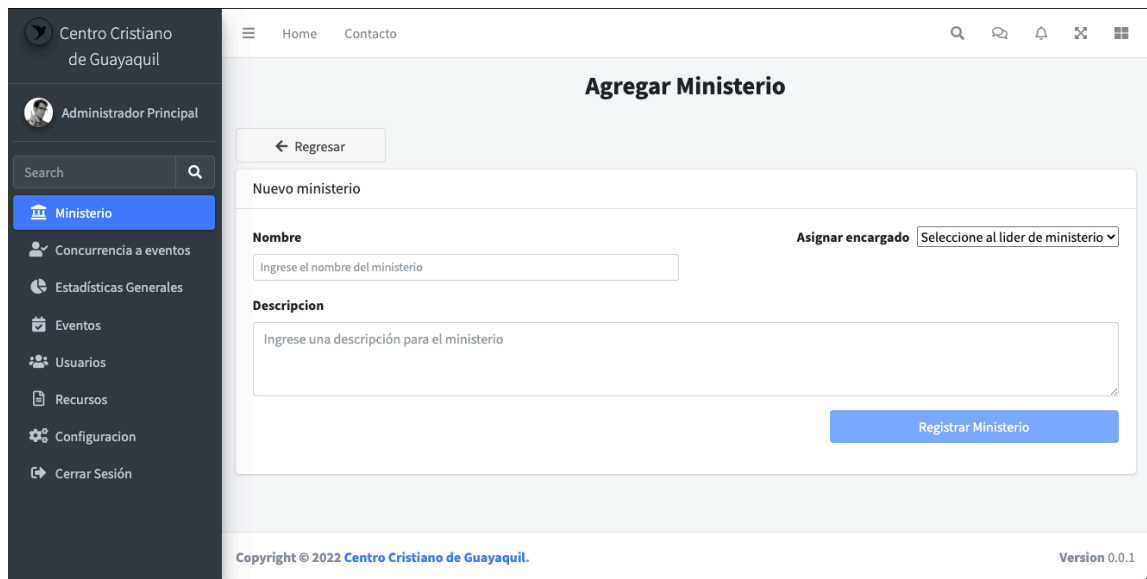 Centro Cristiano
de Guayaquil
Administrador Principal
Search
Ministerio
Concurrencia a eventos
Estadísticas Generales
Eventos
Usuarios
Recursos
Configuracion
Cerrar Sesión
Home Contacto
Agregar Ministerio
Regresar
Nuevo ministerio
Nombre
Asignar encargado Seleccione al lider de ministerio
Ingrese el nombre del ministerio
Descripcion
Ingrese una descripción para el ministerio
Registrar Ministerio
Copyright © 2022 Centro Cristiano de Guayaquil. Version 0.0.1